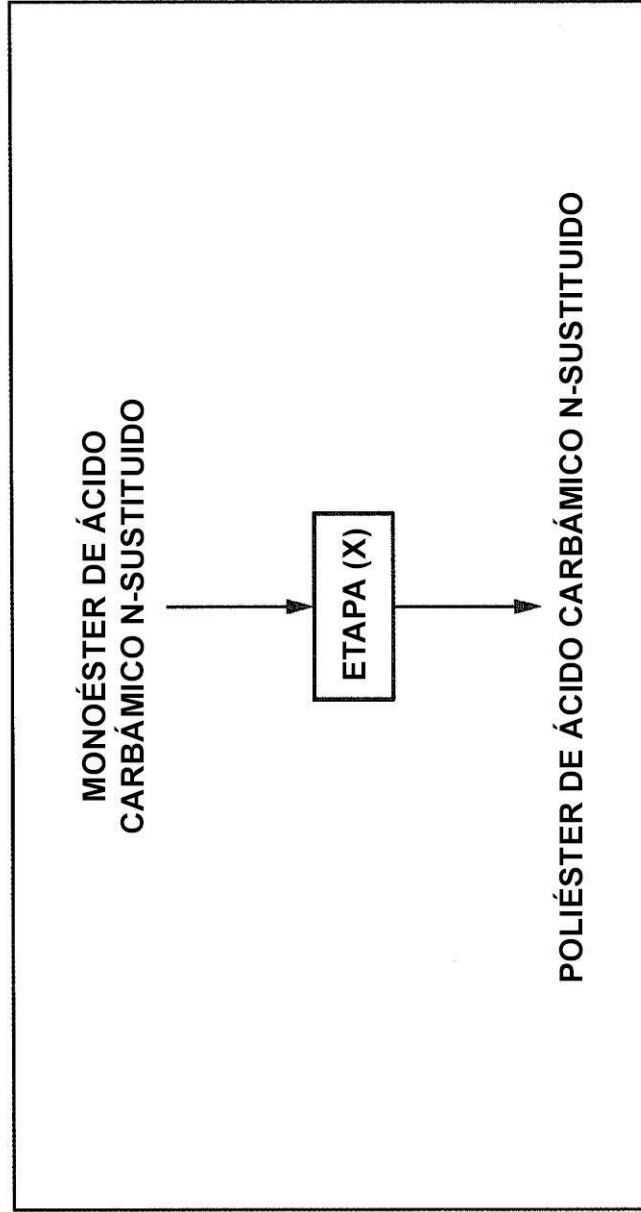 MONOÉSTER DE ÁCIDO
CARBÁMICO N-SUSTITUIDO
ETAPA (X)
POLIÉSTER DE ÁCIDO CARBÁMICO N-SUSTITUIDO